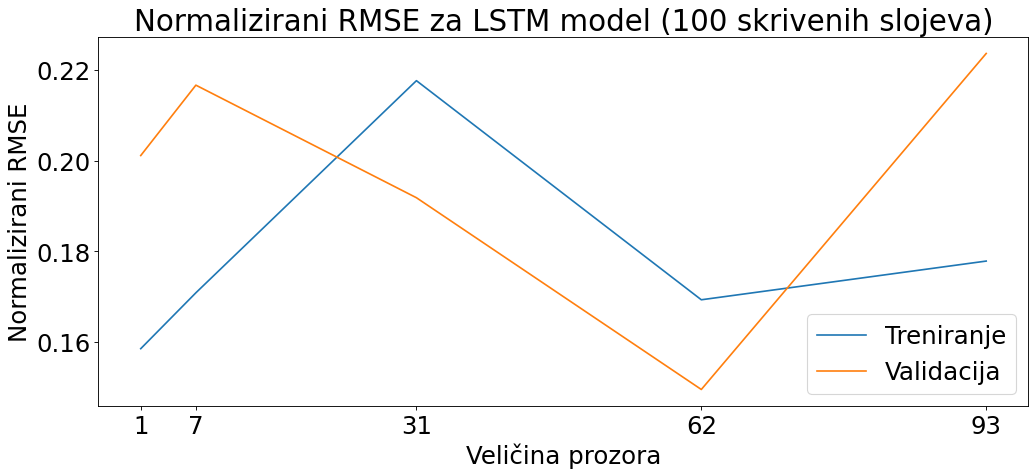 Normalizirani RMSE za LSTM model (100 skrivenih slojeva)
Normalizirani RMSE
0.22
0.20
0.18
0.16
1 7 31 62 93
Veličina prozora
Treniranje
Validacija